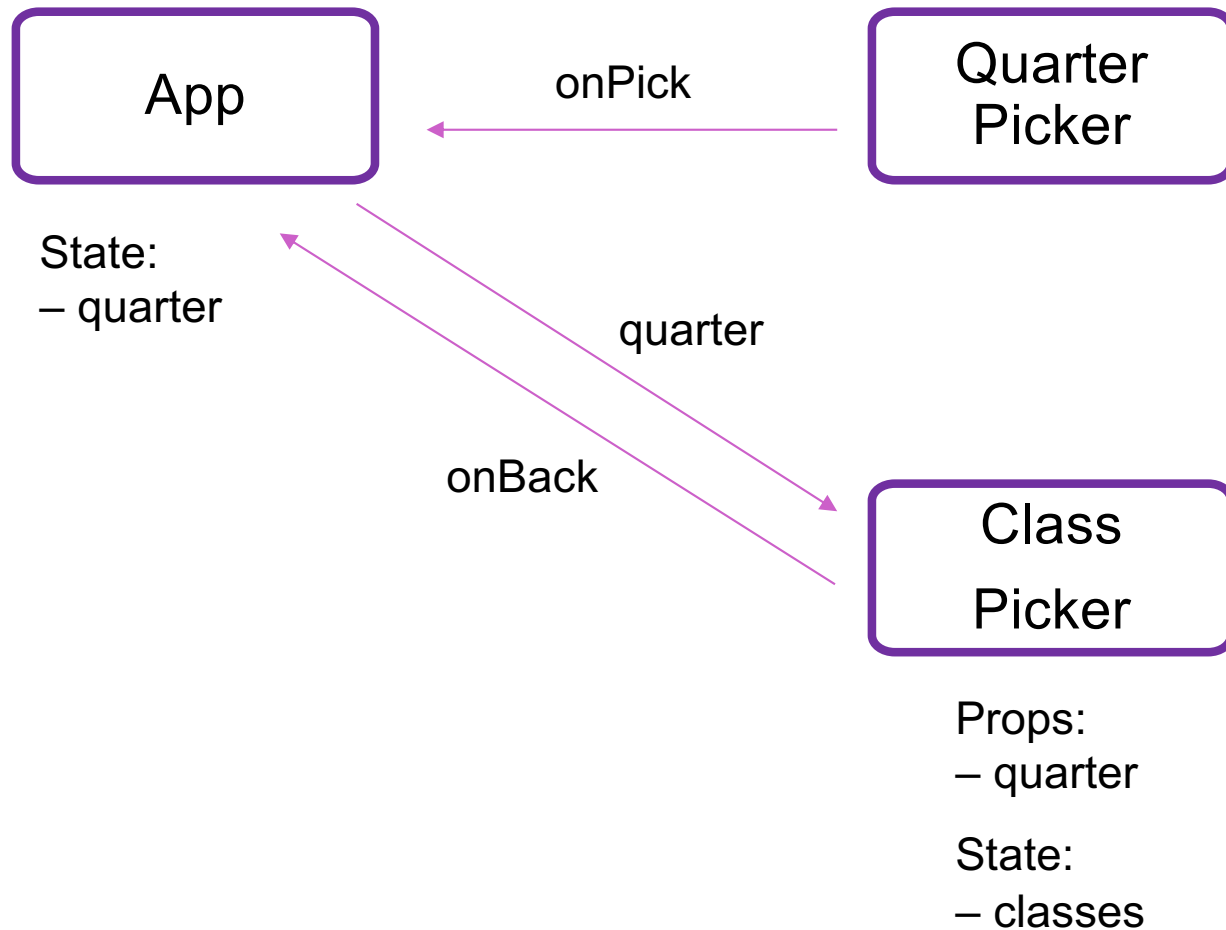 App
onPick
Quarter
Picker
State:
– quarter
quarter
onBack
Class
Picker
Props:
– quarter
State:
– classes